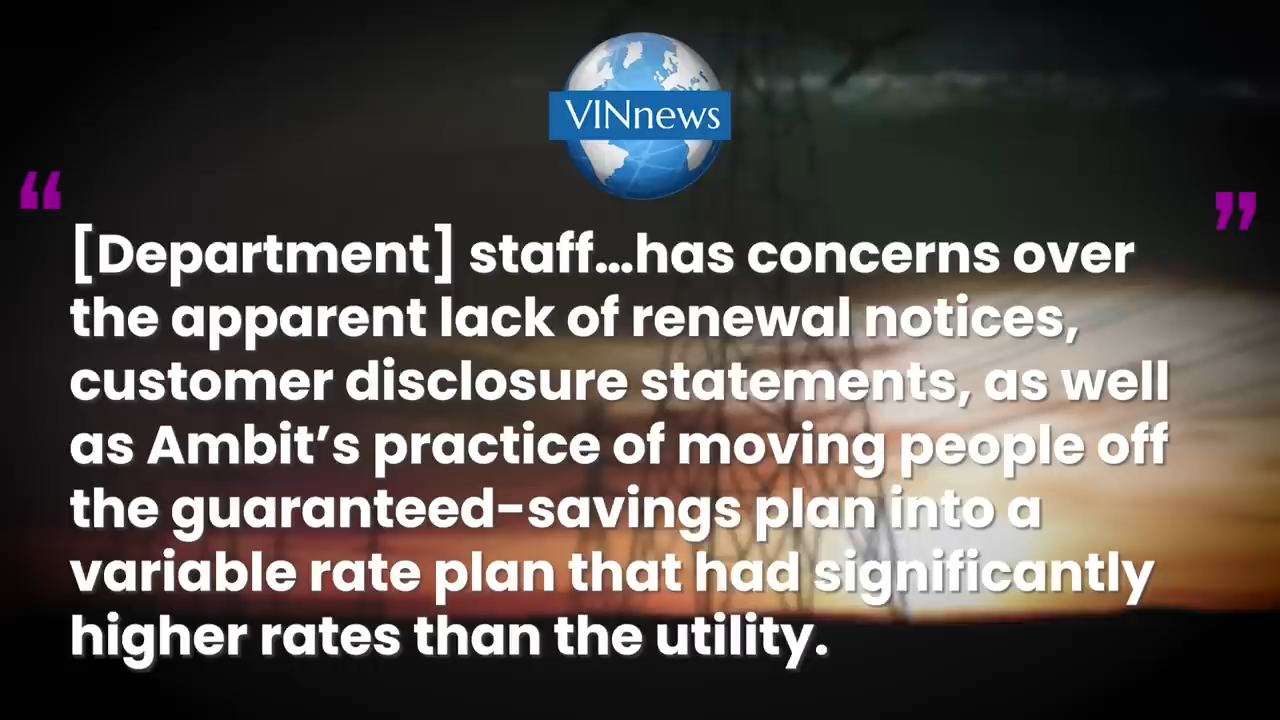 VINnews
“ ”
[Department] staff...has concerns over
the apparent lack of renewal notices,
customer disclosure statements, as well
as Ambit’s practice of moving people off
the guaranteed-savings plan into a
variable rate plan that had significantly
higher rates than the utility.